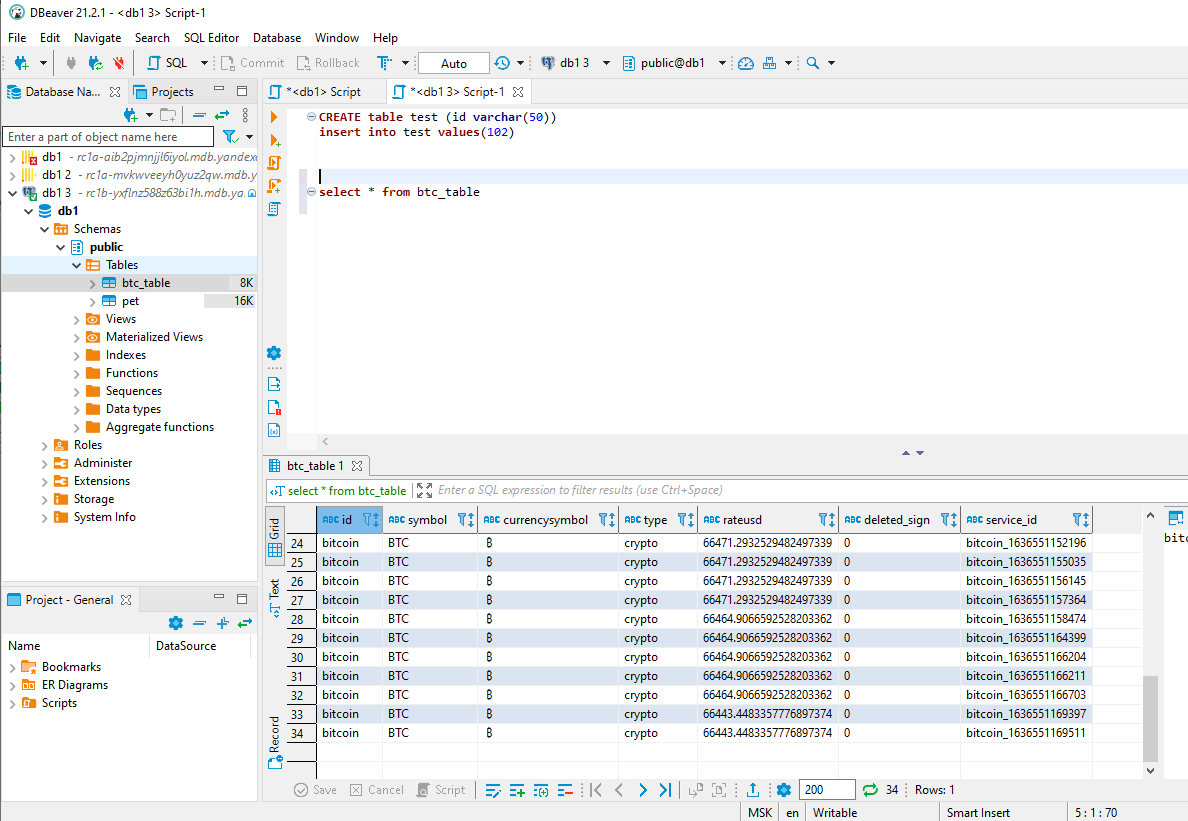 DBeaver 21.2.1 - <db1 3> Script-1
File Edit Navigate Search SQL Editor Database Window Help
SQL Commit Rollback Auto db1 3 public@db1
Database Na... Projects
*<db1> Script *<db1 3> Script-1
Enter a part of object name here
db1 - rc1a-aib2pjmnjjl6iyol.mdb.yandex
db1 2 - rc1a-mvkwveeyh0yuz2qw.mdb.y
db1 3 - rc1b-yxflnz588z63bi1h.mdb.ya
db1
Schemas
public
Tables
btc_table 8K
pet 16K
Views
Materialized Views
Indexes
Functions
Sequences
Data types
Aggregate functions
Roles
Administer
Extensions
Storage
System Info
CREATE table test (id varchar(50))
insert into test values(102)
select * from btc_table
Project - General
Name DataSource
Bookmarks
ER Diagrams
Scripts
btc_table 1
select * from btc_table Enter a SQL expression to filter results (use Ctrl+Space)
Grid
Text
Record
ABC id ABC symbol ABC currencysymbol ABC type ABC rateusd ABC deleted_sign ABC service_id
24 bitcoin BTC ₿ crypto 66471.2932529482497339 0 bitcoin_1636551152196
25 bitcoin BTC ₿ crypto 66471.2932529482497339 0 bitcoin_1636551155035
26 bitcoin BTC ₿ crypto 66471.2932529482497339 0 bitcoin_1636551156145
27 bitcoin BTC ₿ crypto 66471.2932529482497339 0 bitcoin_1636551157364
28 bitcoin BTC ₿ crypto 66464.9066592528203362 0 bitcoin_1636551158474
29 bitcoin BTC ₿ crypto 66464.9066592528203362 0 bitcoin_1636551164399
30 bitcoin BTC ₿ crypto 66464.9066592528203362 0 bitcoin_1636551166204
31 bitcoin BTC ₿ crypto 66464.9066592528203362 0 bitcoin_1636551166211
32 bitcoin BTC ₿ crypto 66464.9066592528203362 0 bitcoin_1636551166703
33 bitcoin BTC ₿ crypto 66443.4483357776897374 0 bitcoin_1636551169397
34 bitcoin BTC ₿ crypto 66443.4483357776897374 0 bitcoin_1636551169511
bitc
Save Cancel Script 200 34 Rows: 1
MSK en Writable Smart Insert 5 : 1 : 70